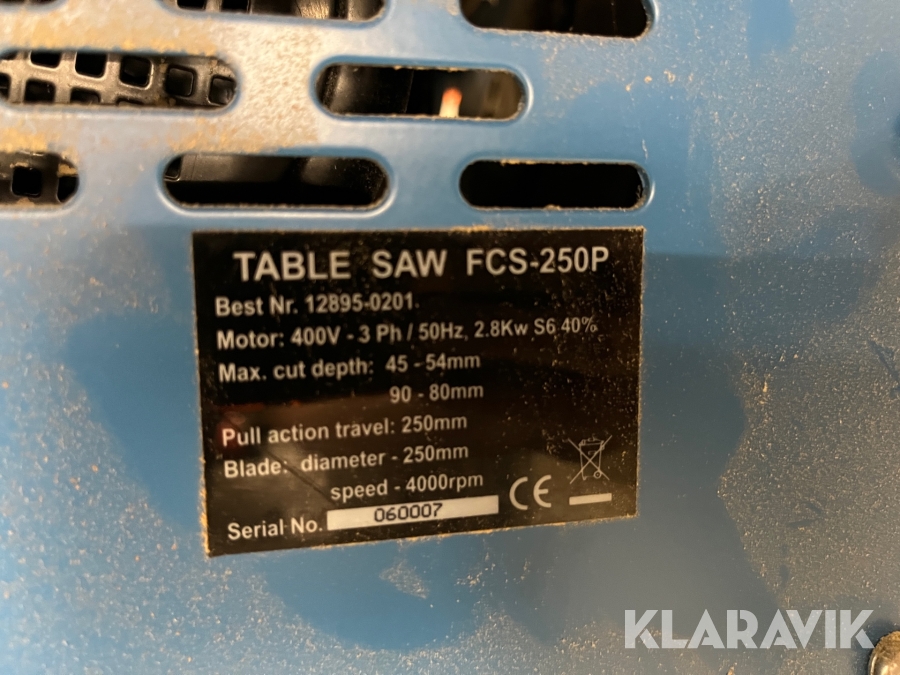 TABLE SAW FCS-250P
Best Nr. 12895-0201
Motor: 400V - 3 Ph / 50Hz, 2.8Kw S6 40%
Max. cut depth: 45 - 54mm
90 - 80mm
Pull action travel: 250mm
Blade: diameter - 250mm
speed - 4000rpm
CE
Serial No. 060007
KLARAVIK